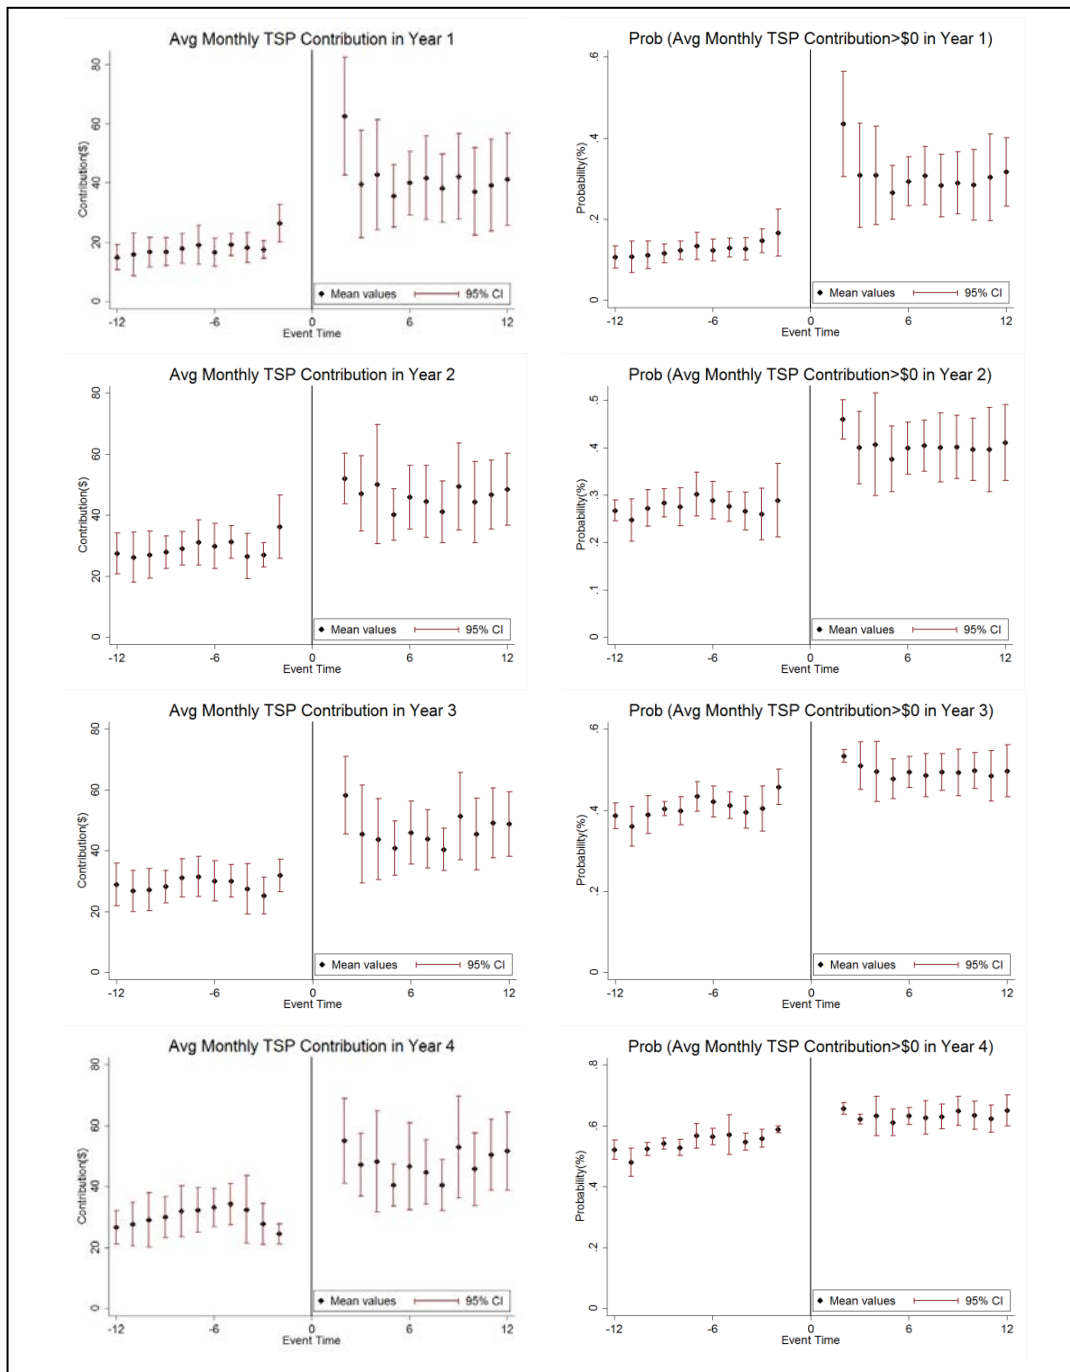 Avg Monthly TSP Contribution in Year 1
Contribution($)
80
60
40
20
0
-12
-6
0
6
12
Event Time
Mean values
95% CI
Prob (Avg Monthly TSP Contribution>$0 in Year 1)
Probability(%)
.6
.4
.2
0
-12
-6
0
6
12
Event Time
Mean values
95% CI
Avg Monthly TSP Contribution in Year 2
Contribution($)
80
60
40
20
0
-12
-6
0
6
12
Event Time
Mean values
95% CI
Prob (Avg Monthly TSP Contribution>$0 in Year 2)
Probability(%)
.5
.4
.3
.2
.1
0
-12
-6
0
6
12
Event Time
Mean values
95% CI
Avg Monthly TSP Contribution in Year 3
Contribution($)
80
60
40
20
0
-12
-6
0
6
12
Event Time
Mean values
95% CI
Prob (Avg Monthly TSP Contribution>$0 in Year 3)
Probability(%)
.6
.4
.2
0
-12
-6
0
6
12
Event Time
Mean values
95% CI
Avg Monthly TSP Contribution in Year 4
Contribution($)
80
60
40
20
0
-12
-6
0
6
12
Event Time
Mean values
95% CI
Prob (Avg Monthly TSP Contribution>$0 in Year 4)
Probability(%)
.8
.6
.4
.2
0
-12
-6
0
6
12
Event Time
Mean values
95% CI